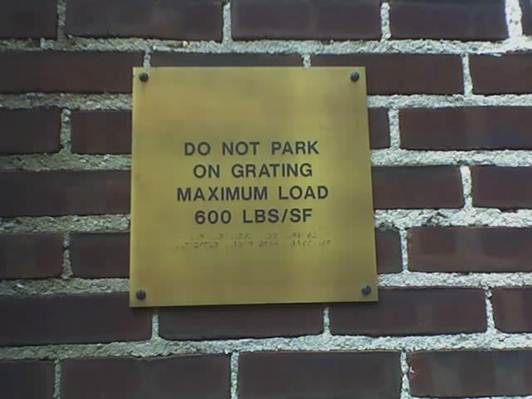 DO NOT PARK
ON GRATING
MAXIMUM LOAD
600 LBS/SF